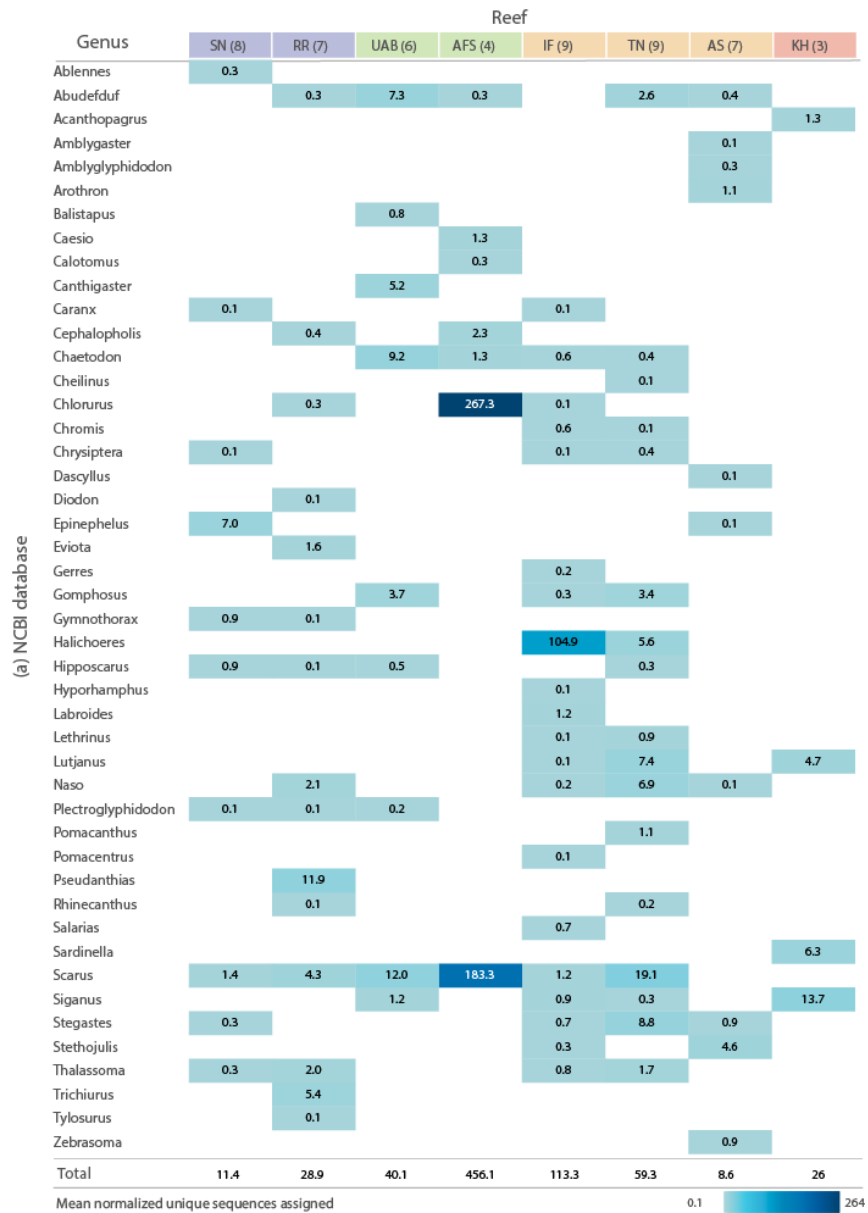 Reef
Genus SN (8) RR (7) UAB (6) AFS (4) IF (9) TN (9) AS (7) KH (3)
Ablennes 0.3
Abudefduf 0.3 7.3 0.3 2.6 0.4
Acanthopagrus 1.3
Amblygaster 0.1
Amblyglyphidodon 0.3
Arothron 1.1
Balistapus 0.8
Caesio 1.3
Calotomus 0.3
Canthigaster 5.2
Caranx 0.1 0.1
Cephalopholis 0.4 2.3
Chaetodon 9.2 1.3 0.6 0.4
Cheilinus 0.1
Chlorurus 0.3 267.3 0.1
Chromis 0.6 0.1
Chrysiptera 0.1 0.1 0.4
Dascyllus 0.1
Diodon 0.1
Epinephelus 7.0 0.1
Eviota 1.6
Gerres 0.2
Gomphosus 3.7 0.3 3.4
Gymnothorax 0.9 0.1
Halichoeres 104.9 5.6
Hipposcarus 0.9 0.1 0.5 0.3
Hyporhamphus 0.1
Labroides 1.2
Lethrinus 0.1 0.9
Lutjanus 0.1 7.4 4.7
Naso 2.1 0.2 6.9 0.1
Plectroglyphidodon 0.1 0.1 0.2
Pomacanthus 1.1
Pomacentrus 0.1
Pseudanthias 11.9
Rhinecanthus 0.1 0.2
Salarias 0.7
Sardinella 6.3
Scarus 1.4 4.3 12.0 183.3 1.2 19.1
Siganus 1.2 0.9 0.3 13.7
Stegastes 0.3 0.7 8.8 0.9
Stethojulis 0.3 4.6
Thalassoma 0.3 2.0 0.8 1.7
Trichiurus 5.4
Tylosurus 0.1
Zebrasoma 0.9
(a) NCBI database
Total 11.4 28.9 40.1 456.1 113.3 59.3 8.6 26
Mean normalized unique sequences assigned 0.1 264